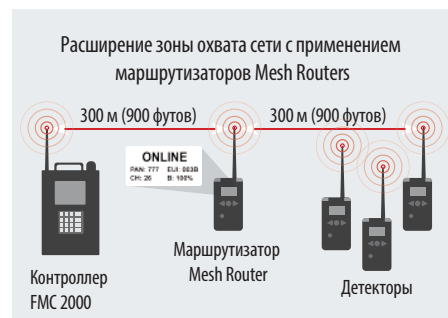 Расширение зоны охвата сети с применением
маршрутизаторов Mesh Routers
300 м (900 футов)
300 м (900 футов)
ONLINE
PAN: 777 EUI: 003B
CH: 26 B: 100%
Контроллер
FMC 2000
Маршрутизатор
Mesh Router
Детекторы